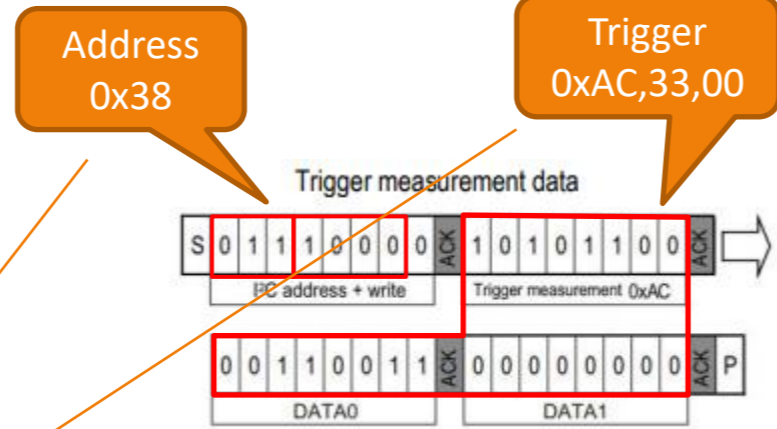 Address
0x38
Trigger
0xAC,33,00
Trigger measurement data
S 0 1 1 1 0 0 0 0 ACK 1 0 1 0 1 1 0 0 ACK
I²C address + write Trigger measurement 0xAC
0 0 1 1 0 0 1 1 ACK 0 0 0 0 0 0 0 0 ACK P
DATA0 DATA1